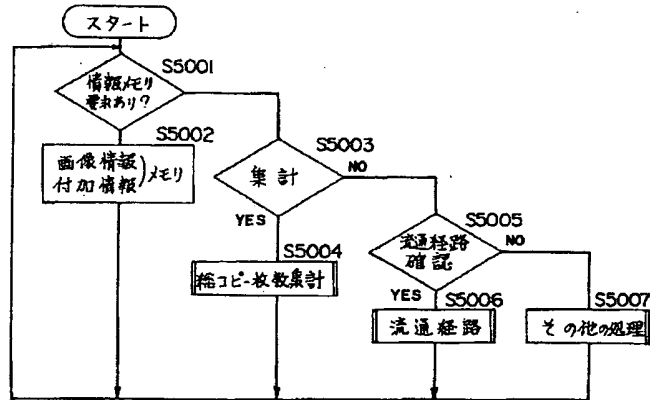 スタート
S5001
情報メモリ
要求あり?
S5002
画像情報
付加情報)メモリ
S5003
集計
NO
YES
S5004
総コピー枚数集計
S5005
流通経路
確認
NO
YES
S5006
流通経路
S5007
その他の処理